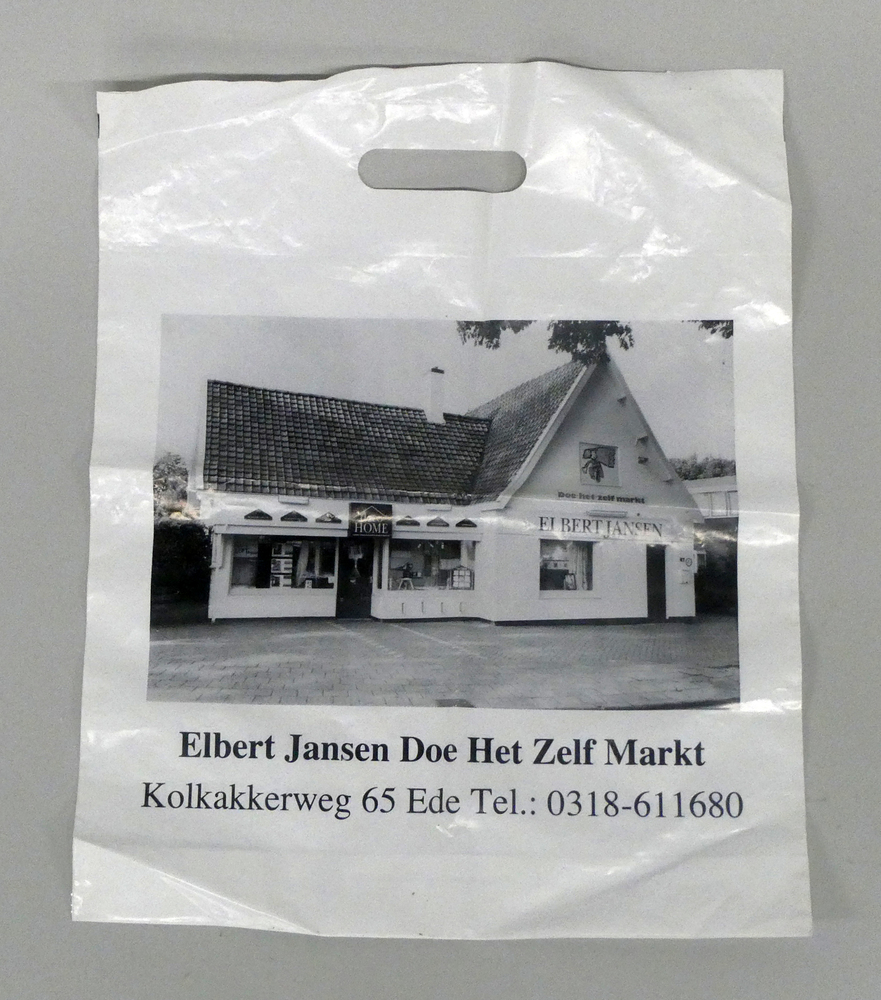 Doe het zelf markt
ELBERT JANSEN
HOME
Elbert Jansen Doe Het Zelf Markt
Kolkakkerweg 65 Ede Tel.: 0318-611680